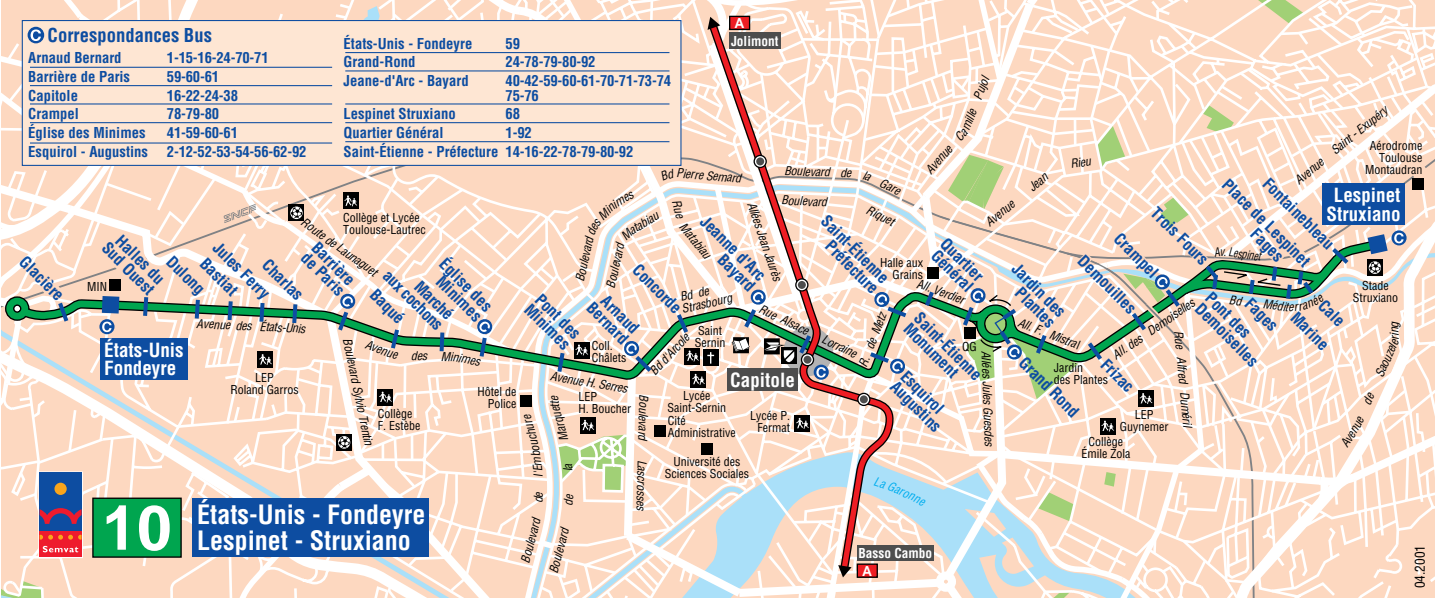 C Correspondances Bus
Arnaud Bernard 1-15-16-24-70-71
Barrière de Paris 59-60-61
Capitole 16-22-24-38
Crampel 78-79-80
Église des Minimes 41-59-60-61
Esquirol - Augustins 2-12-52-53-54-56-62-92
États-Unis - Fondeyre 59
Grand-Rond 24-78-79-80-92
Jeane-d'Arc - Bayard 40-42-59-60-61-70-71-73-74
75-76
Lespinet Struxiano 68
Quartier Général 1-92
Saint-Étienne - Préfecture 14-16-22-78-79-80-92
A
Jolimont
Glacière
MIN
Halles du
Sud Ouest
C
États-Unis
Fondeyre
Dulong
Bastiat
Jules Ferry
Charlas
Barrière
de Paris
C
Barqué
Marché
aux cochons
Église des
Minimes
C
Pont des
Minimes
Arnaud
Bernard
C
Concorde
Jeanne d'Arc
Bayard
C
Capitole
C
C
Esquirol
Augustins
Saint-Étienne
Préfecture
C
Saint-Étienne
Monument
Quartier
Général
C
C
Grand Rond
Jardin des
Plantes
Frizac
Demouilles
Crampel
C
Pont des
Demoiselles
Trois Fours
Fages
Place de Lespinet
Fages
Marine
Cale
Fontainebleau
Lespinet
Struxiano
C
SNCF
Route de Launaguet
Collège et Lycée
Toulouse-Lautrec
Avenue des États-Unis
LEP
Roland Garros
Boulevard Sylvio Trentin
Avenue des Minimes
Collège
F. Estèbe
Hôtel de
Police
Coll.
Châlets
Avenue H. Serres
LEP
H. Boucher
Boulevard de l'Embouchure
Boulevard de la Marquette
Boulevard Lascrosses
Boulevard des Minimes
Boulevard Matabiau
Rue Matabiau
Bd Pierre Semard
Boulevard de la Gare
Boulevard Riquet
Allées Jean Jaurès
Bd de
Strasbourg
Bd d'Arcole
Saint
Sernin
Rue Alsace Lorraine
R. de Metz
Lycée
Saint-Sernin
Cité
Administrative
Université des
Sciences Sociales
Lycée P.
Fermat
Halle aux
Grains
All. Verdier
QG
Allées Jules Guesdes
All. F. Mistral
Jardin
des Plantes
All. des Demoiselles
Rue Alfred Duméril
LEP
Guynemer
Collège
Émile Zola
Avenue Camille Pujol
Avenue Jean Rieu
Av. Lespinet
Bd Méditerranée
Avenue Saint-Exupéry
Aérodrome
Toulouse
Montaudran
Stade
Struxiano
Avenue de Saouzelong
La Garonne
Basso Cambo
A
Semvat
10
États-Unis - Fondeyre
Lespinet - Struxiano
04.2001